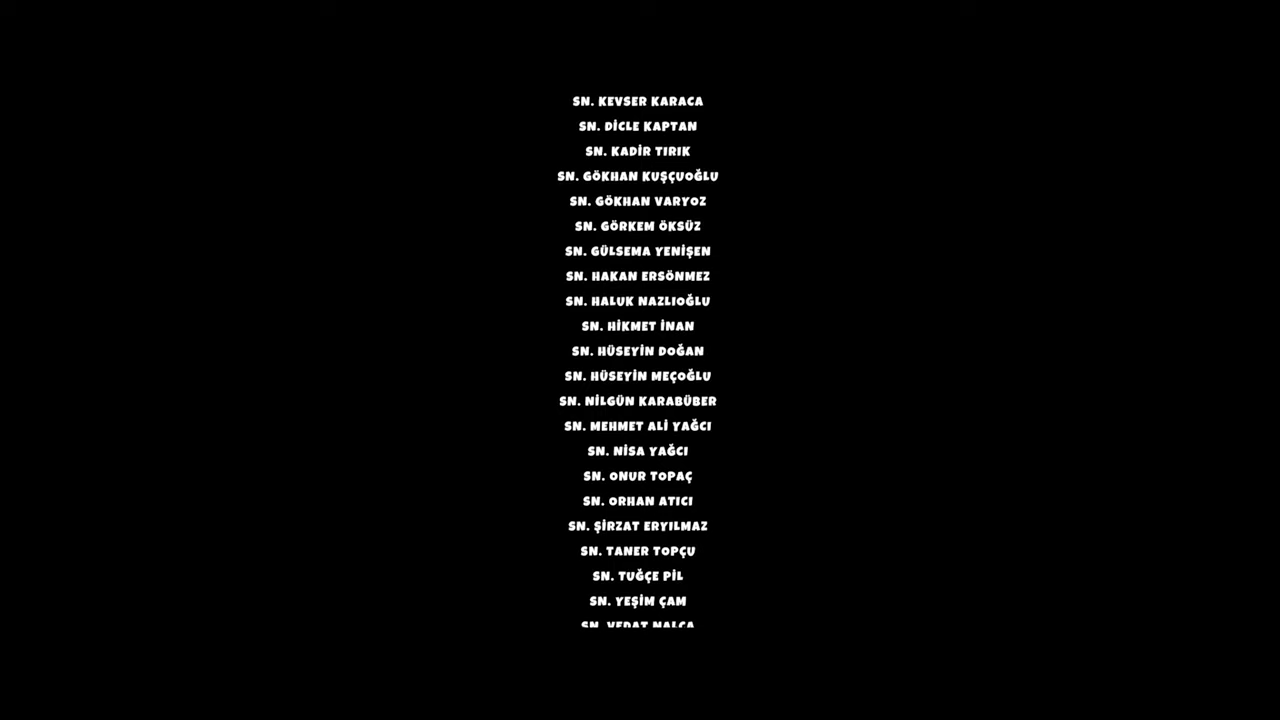 SN. KEVSER KARACA
SN. DİCLE KAPTAN
SN. KADİR TIRIK
SN. GÖKHAN KUŞÇUOĞLU
SN. GÖKHAN VARYOZ
SN. GÖRKEM ÖKSÜZ
SN. GÜLSEMA YENİŞEN
SN. HAKAN ERSÖNMEZ
SN. HALUK NAZLIOĞLU
SN. HİKMET İNAN
SN. HÜSEYİN DOĞAN
SN. HÜSEYİN MEÇOĞLU
SN. NİLGÜN KARABÜBER
SN. MEHMET ALİ YAĞCI
SN. NİSA YAĞCI
SN. ONUR TOPAÇ
SN. ORHAN ATICI
SN. ŞİRZAT ERYILMAZ
SN. TANER TOPÇU
SN. TUĞÇE PİL
SN. YEŞİM ÇAM
SN. VEDAT